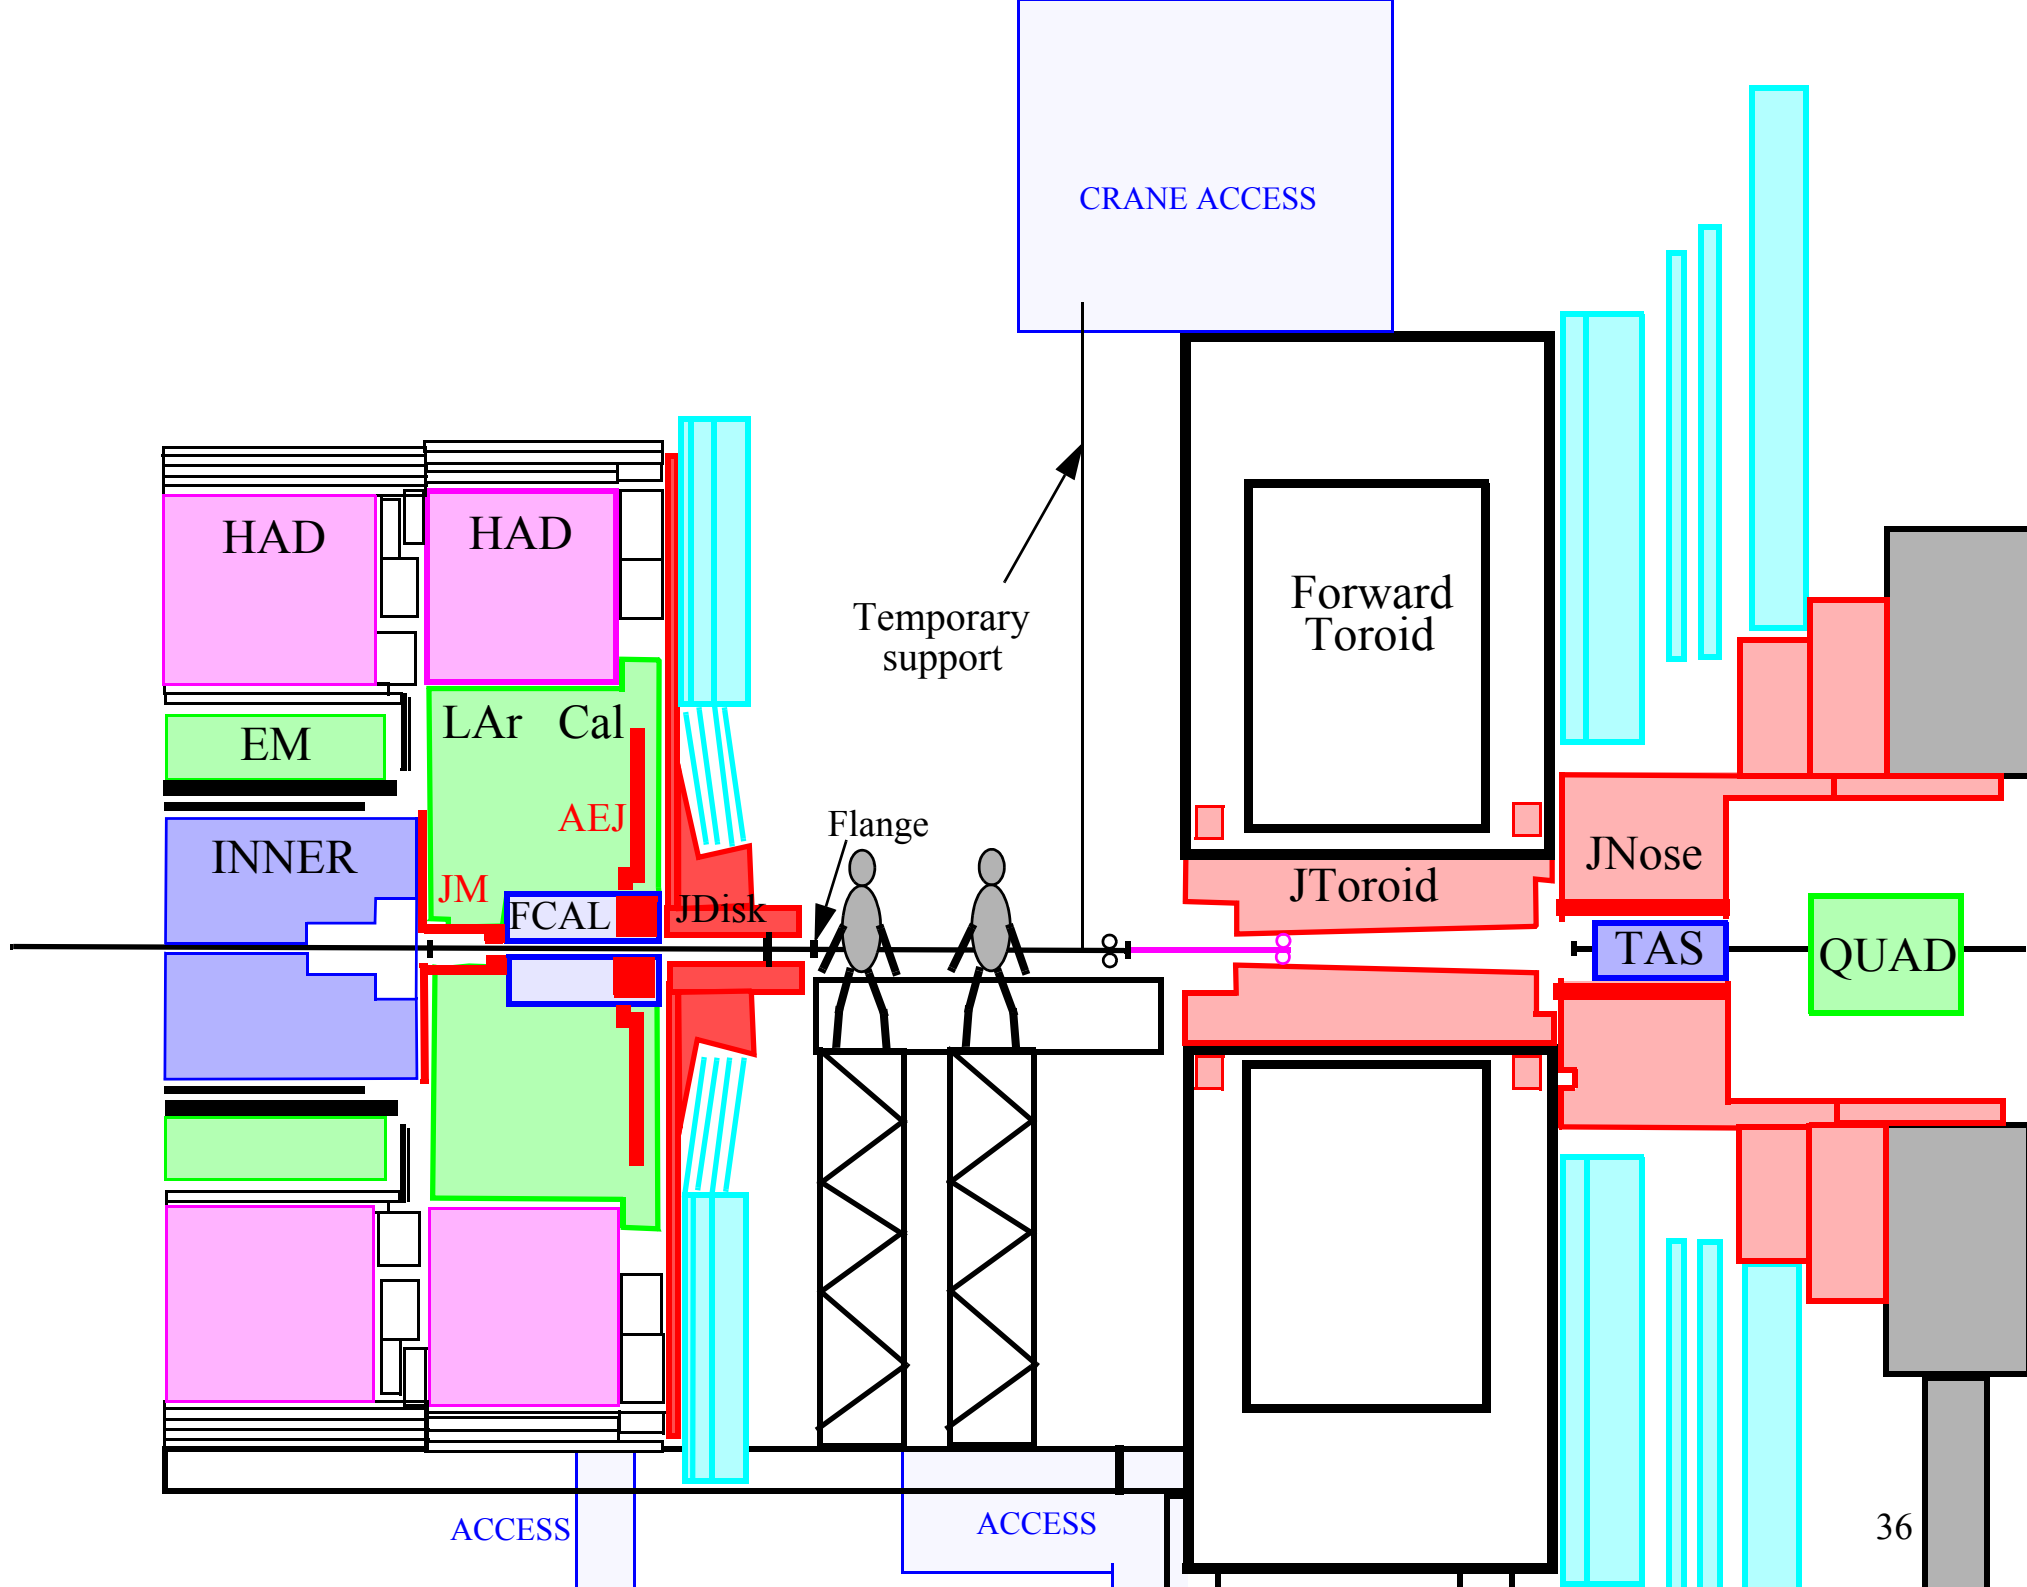 CRANE ACCESS
HAD
HAD
Forward
Toroid
Temporary
support
LAr Cal
EM
AEJ
Flange
INNER
JM
FCAL
JDisk
JToroid
JNose
TAS
QUAD
ACCESS
ACCESS
36